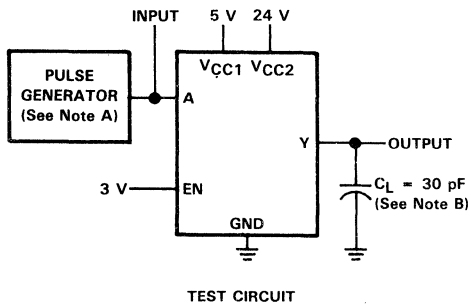 INPUT
5 V 24 V
VCC1 VCC2
PULSE
GENERATOR
(See Note A)
A
Y
OUTPUT
3 V
EN
CL = 30 pF
(See Note B)
GND
TEST CIRCUIT